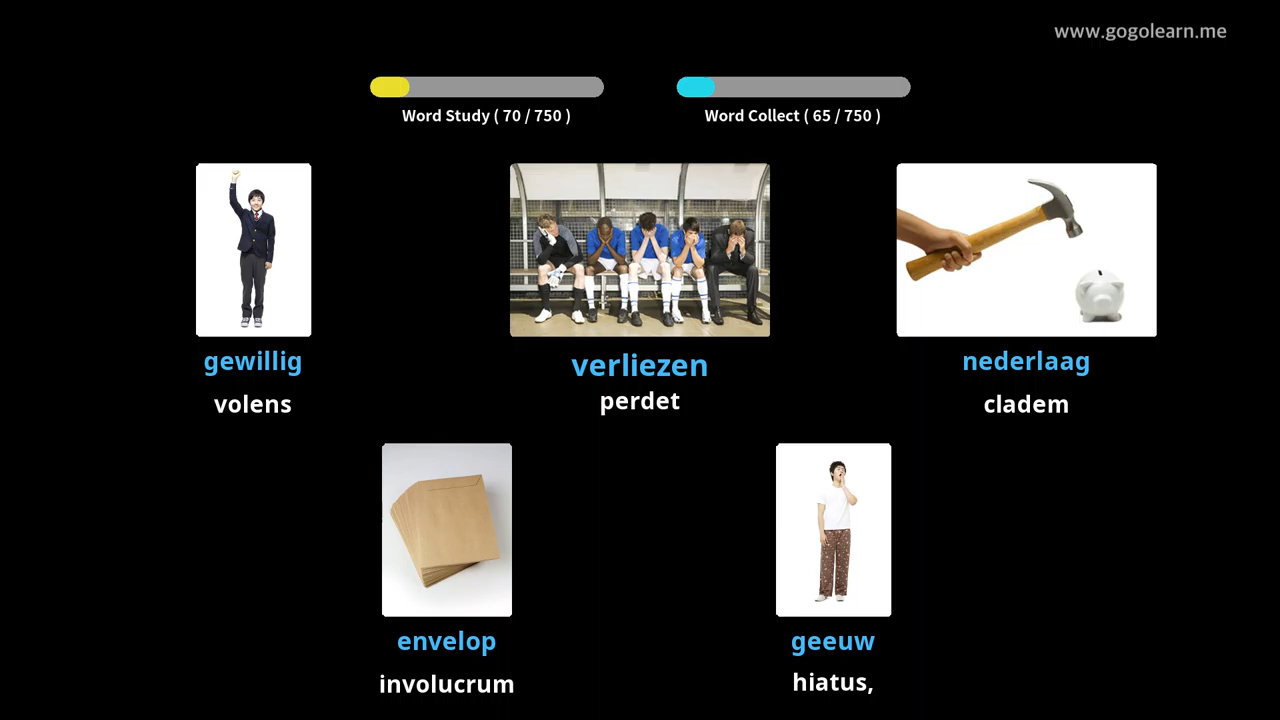 www.gogolearn.me
Word Study ( 70 / 750 )
Word Collect ( 65 / 750 )
gewillig
volens
verliezen
perdet
nederlaag
cladem
envelop
involucrum
geeuw
hiatus,